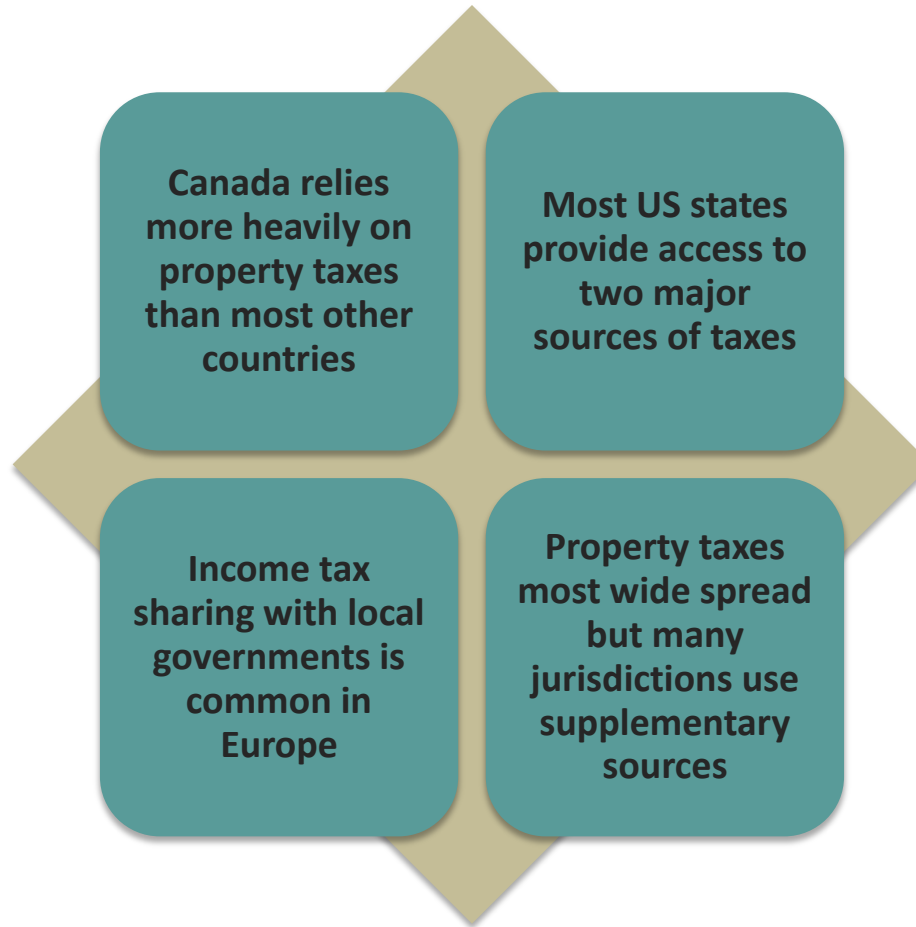 Canada relies
more heavily on
property taxes
than most other
countries
Most US states
provide access to
two major
sources of taxes
Income tax
sharing with local
governments is
common in
Europe
Property taxes
most wide spread
but many
jurisdictions use
supplementary
sources